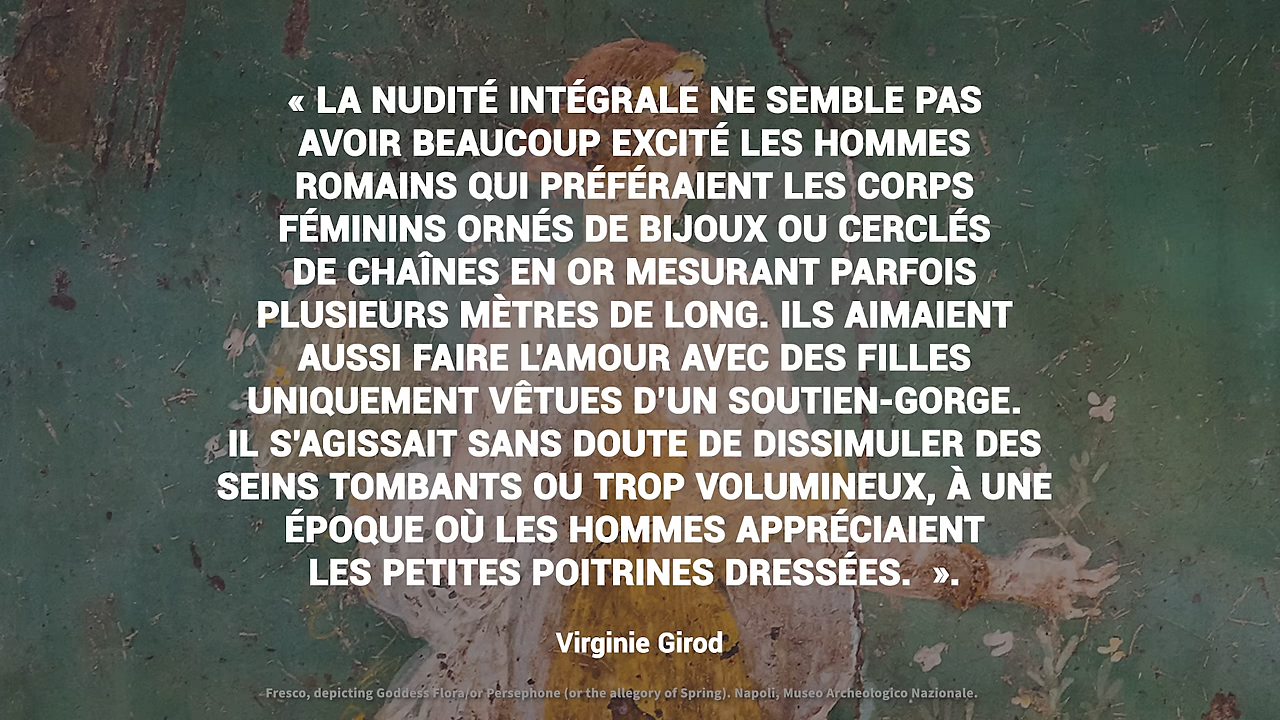 « LA NUDITÉ INTÉGRALE NE SEMBLE PAS
AVOIR BEAUCOUP EXCITÉ LES HOMMES
ROMAINS QUI PRÉFÉRAIENT LES CORPS
FÉMININS ORNÉS DE BIJOUX OU CERCLÉS
DE CHAÎNES EN OR MESURANT PARFOIS
PLUSIEURS MÈTRES DE LONG. ILS AIMAIENT
AUSSI FAIRE L'AMOUR AVEC DES FILLES
UNIQUEMENT VÊTUES D'UN SOUTIEN-GORGE.
IL S'AGISSAIT SANS DOUTE DE DISSIMULER DES
SEINS TOMBANTS OU TROP VOLUMINEUX, À UNE
ÉPOQUE OÙ LES HOMMES APPRÉCIAIENT
LES PETITES POITRINES DRESSÉES.  ».
Virginie Girod
Fresco, depicting Goddess Flora/or Persephone (or the allegory of Spring). Napoli, Museo Archeologico Nazionale.